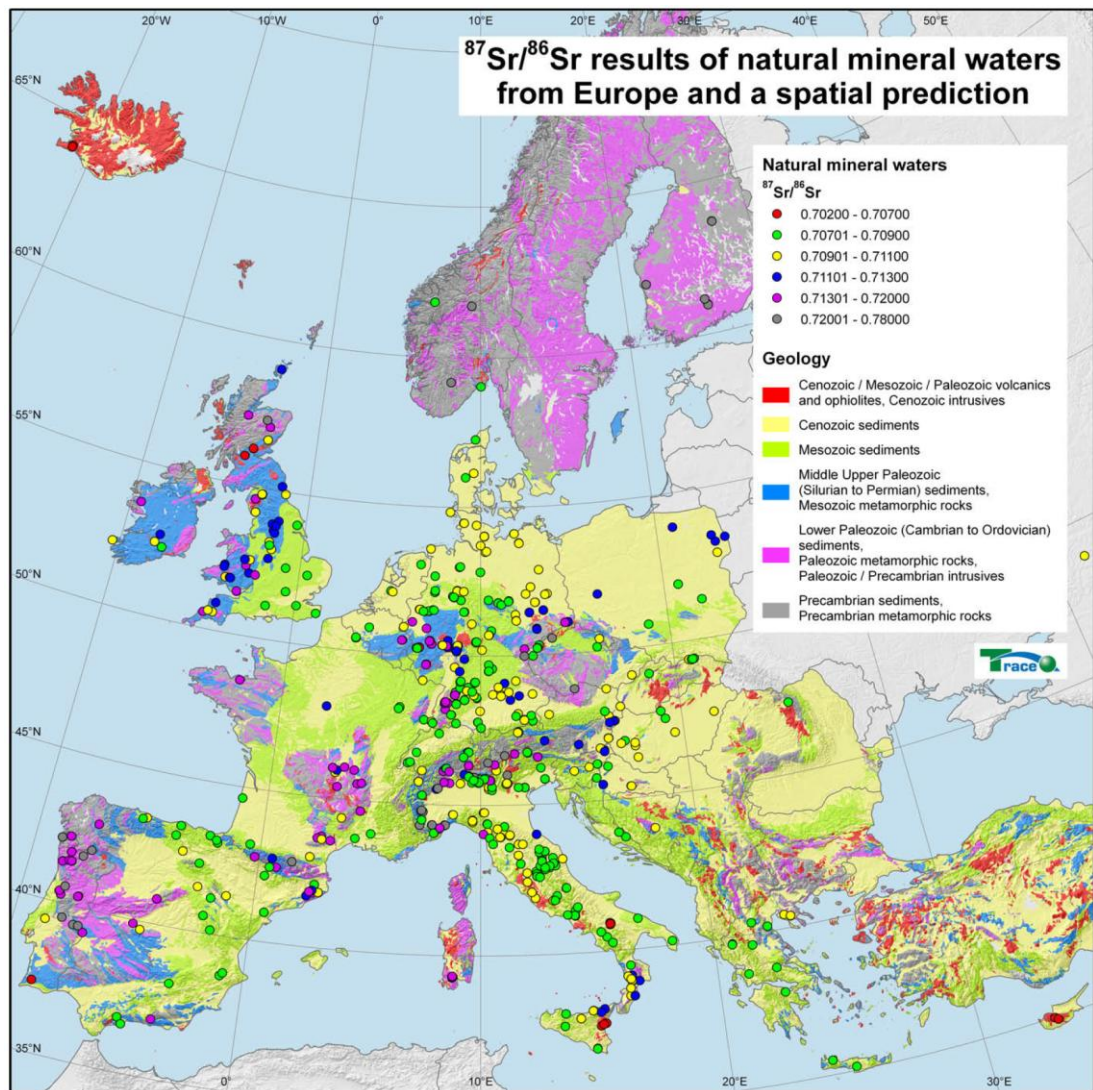 20°W
10°W
0°
10°E
20°E
30°E
40°E
50°E
⁸⁷Sr/⁸⁶Sr results of natural mineral waters
from Europe and a spatial prediction
65°N
60°N
55°N
50°N
45°N
40°N
35°N
Natural mineral waters
⁸⁷Sr/⁸⁶Sr
0.70200 - 0.70700
0.70701 - 0.70900
0.70901 - 0.71100
0.71101 - 0.71300
0.71301 - 0.72000
0.72001 - 0.78000
Geology
Cenozoic / Mesozoic / Paleozoic volcanics
and ophiolites, Cenozoic intrusives
Cenozoic sediments
Mesozoic sediments
Middle Upper Paleozoic
(Silurian to Permian) sediments,
Mesozoic metamorphic rocks
Lower Paleozoic (Cambrian to Ordovician)
sediments,
Paleozoic metamorphic rocks,
Paleozoic / Precambrian intrusives
Precambrian sediments,
Precambrian metamorphic rocks
Trace
0°
10°E
20°E
30°E